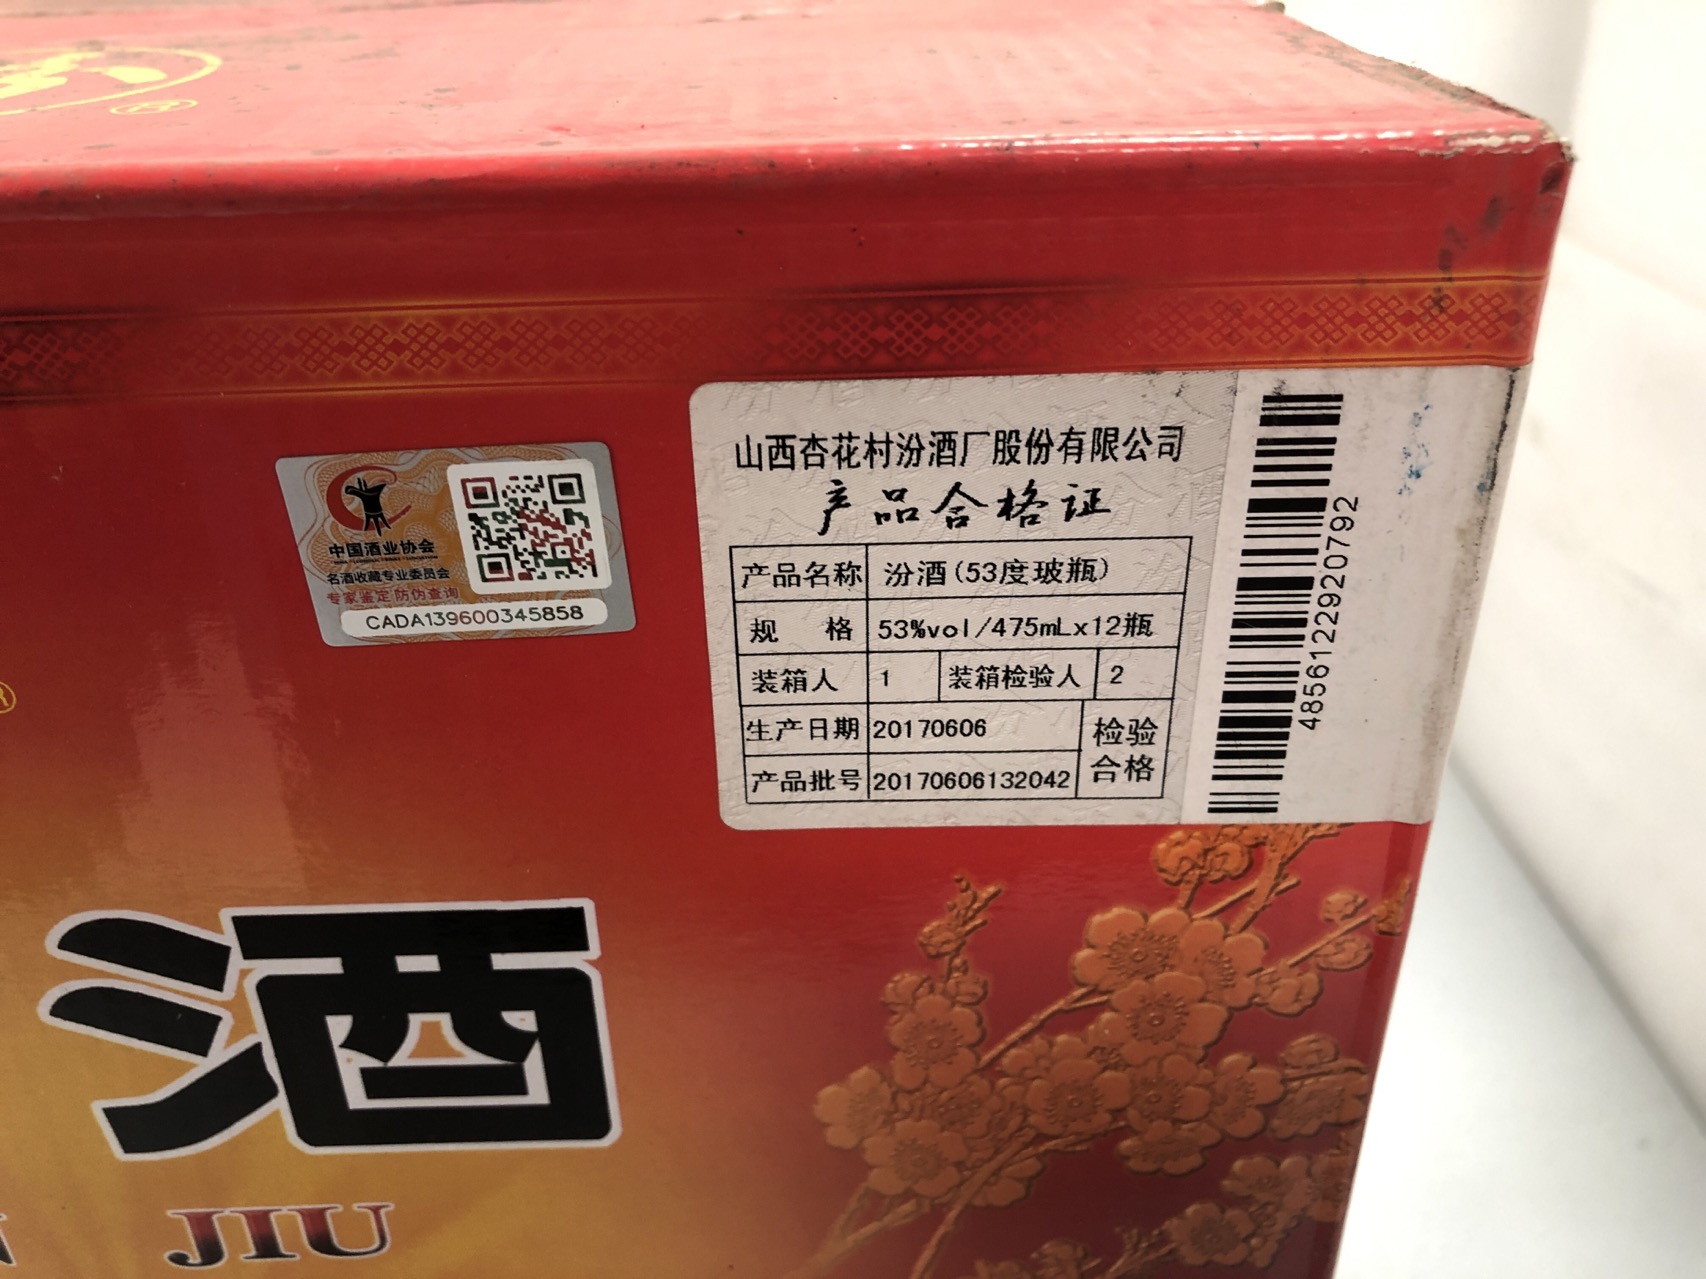 ®
中国酒业协会
名酒收藏专业委员会
专家鉴定 防伪查询
CADA139600345858
山西杏花村汾酒厂股份有限公司
产品合格证
产品名称 汾酒(53度玻瓶)
规 格 53%vol/475mLx12瓶
装箱人 1 装箱检验人 2
生产日期 20170606 检验
产品批号 20170606132042 合格
4856122920792
®
酒
JIU